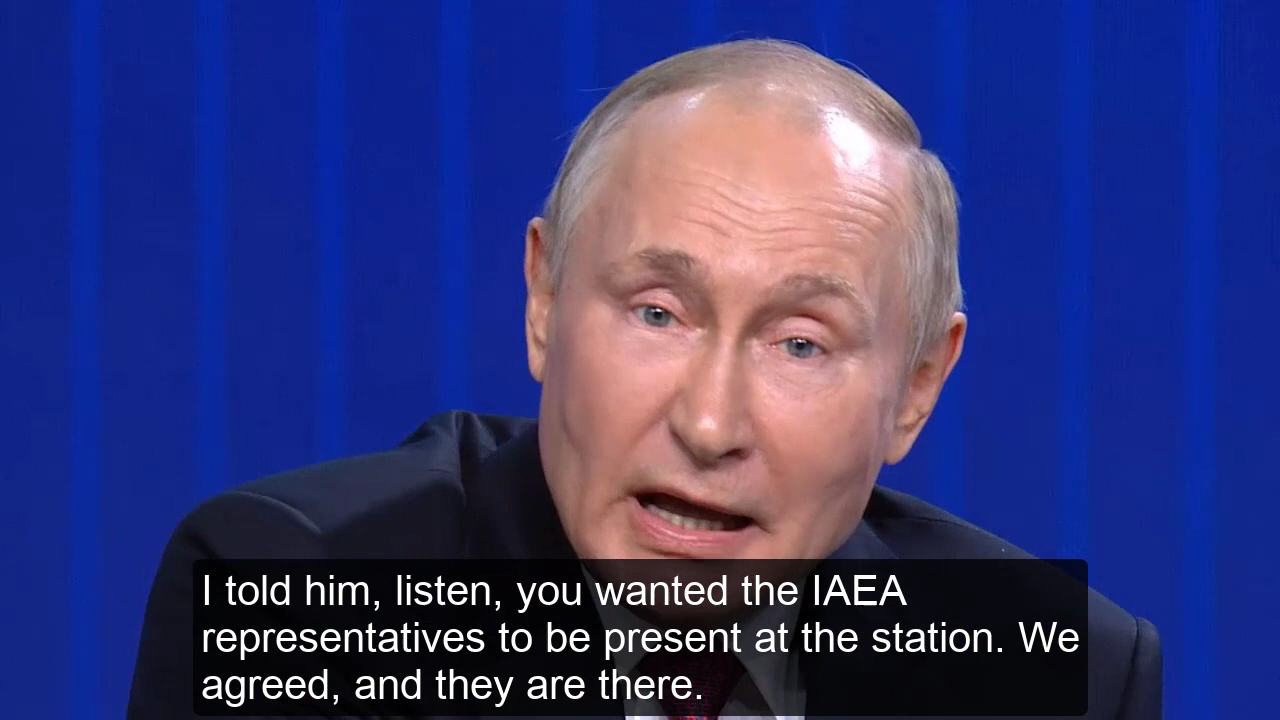 I told him, listen, you wanted the IAEA
representatives to be present at the station. We
agreed, and they are there.